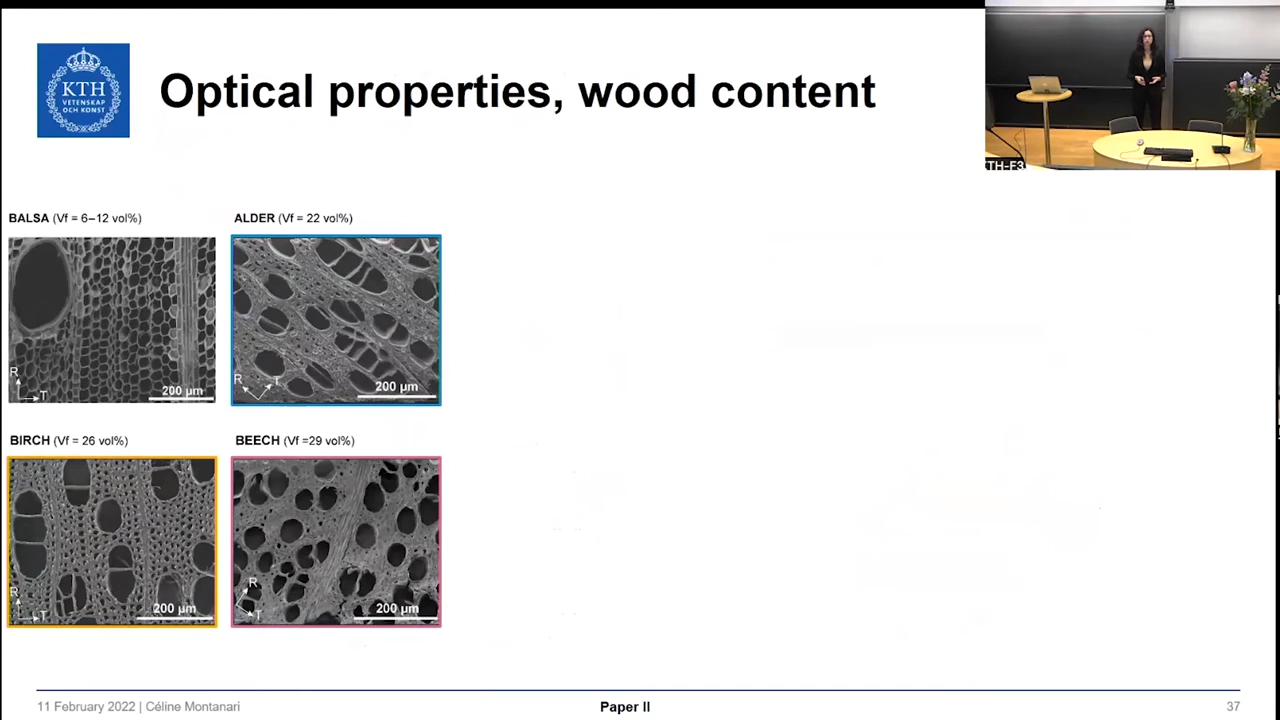 KTH
VETENSKAP
OCH KONST
Optical properties, wood content
KTH-F3
BALSA (Vf = 6–12 vol%)
ALDER (Vf = 22 vol%)
R
T
200 µm
R
T
200 µm
BIRCH (Vf = 26 vol%)
BEECH (Vf =29 vol%)
R
T
200 µm
R
T
200 µm
11 February 2022 | Céline Montanari
Paper II
37